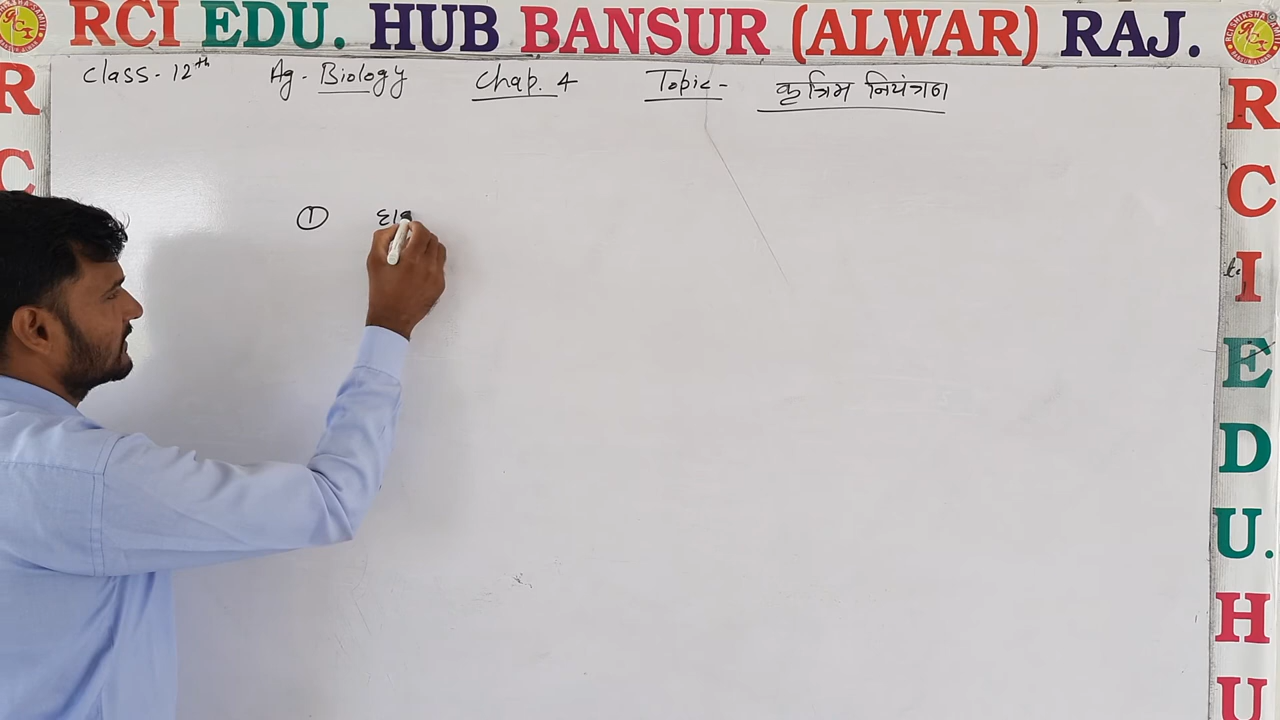 RCI EDU. HUB BANSUR (ALWAR) RAJ.
Class-12th Ag. Biology Chap. 4 Topic- कृत्रिम नियंत्रण
①
R
C
R
C
I
E
D
U.
H
U